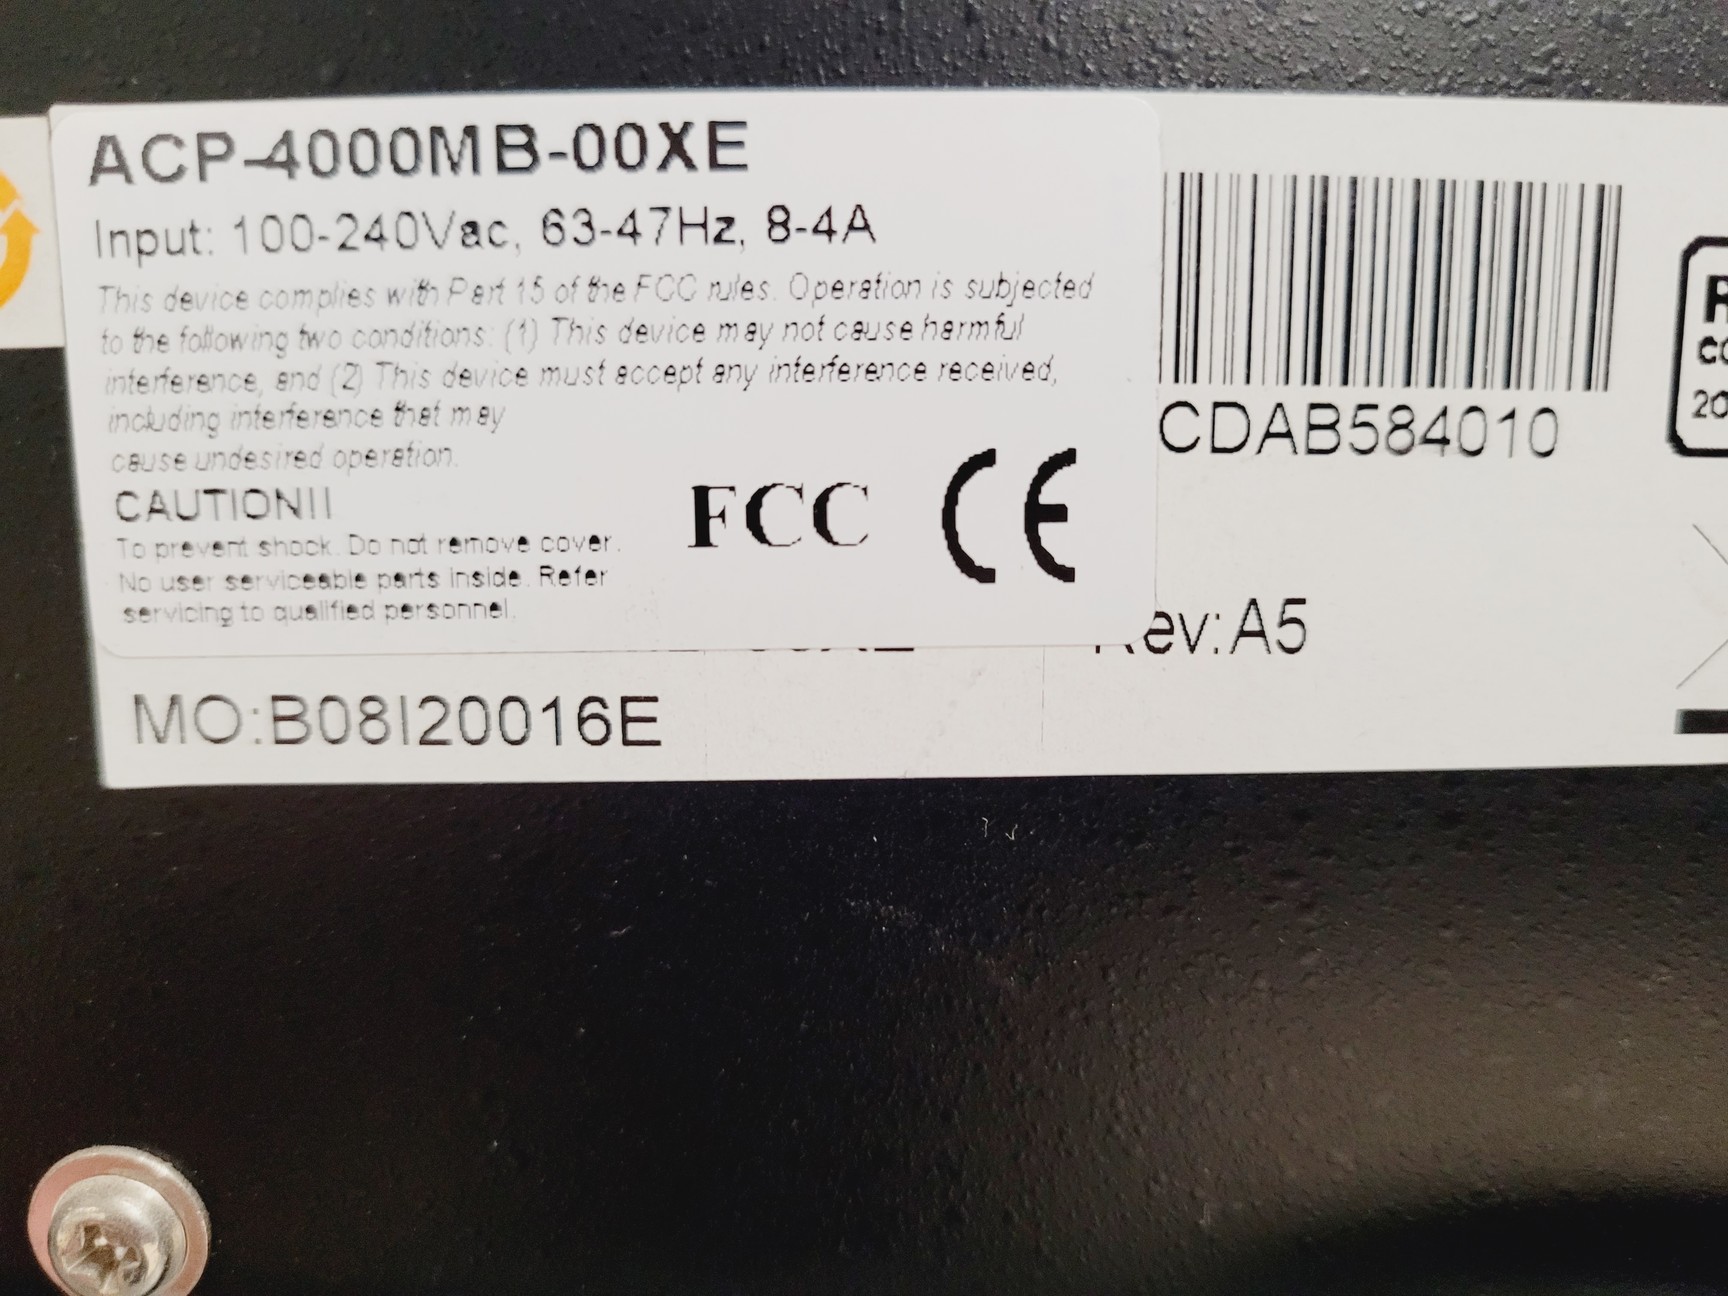 ACP-4000MB-00XE
Input: 100-240Vac, 63-47Hz, 8-4A
This device complies with Part 15 of the FCC rules. Operation is subjected
to the following two conditions: (1) This device may not cause harmful
interference, and (2) This device must accept any interference received,
including interference that may
cause undesired operation.
CAUTION!!
To prevent shock. Do not remove cover.
No user serviceable parts inside. Refer
servicing to qualified personnel.
FCC CE
CDAB584010
Rev:A5
MO:B08I20016E
R
CO
20